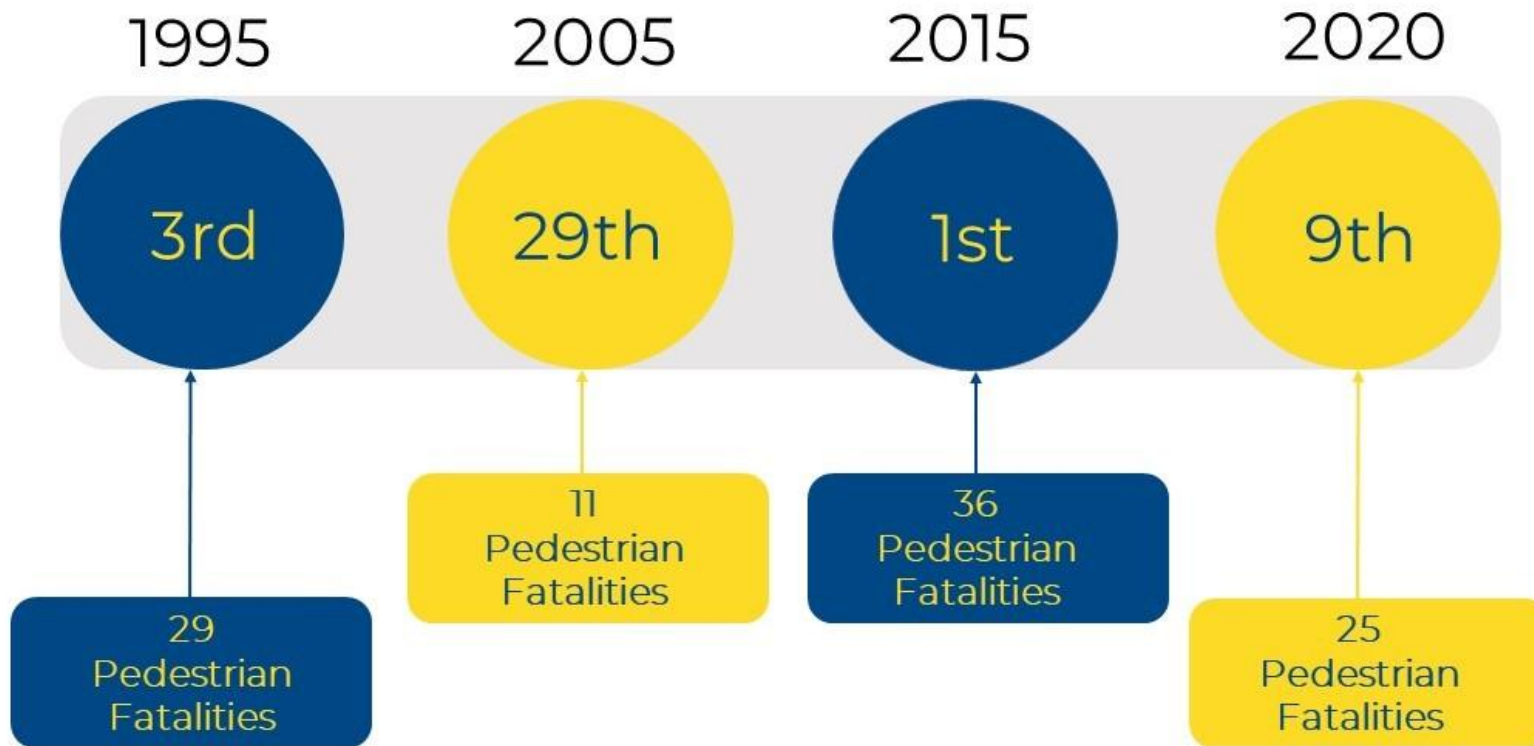 1995
2005
2015
2020
3rd
29th
1st
9th
29
Pedestrian
Fatalities
11
Pedestrian
Fatalities
36
Pedestrian
Fatalities
25
Pedestrian
Fatalities